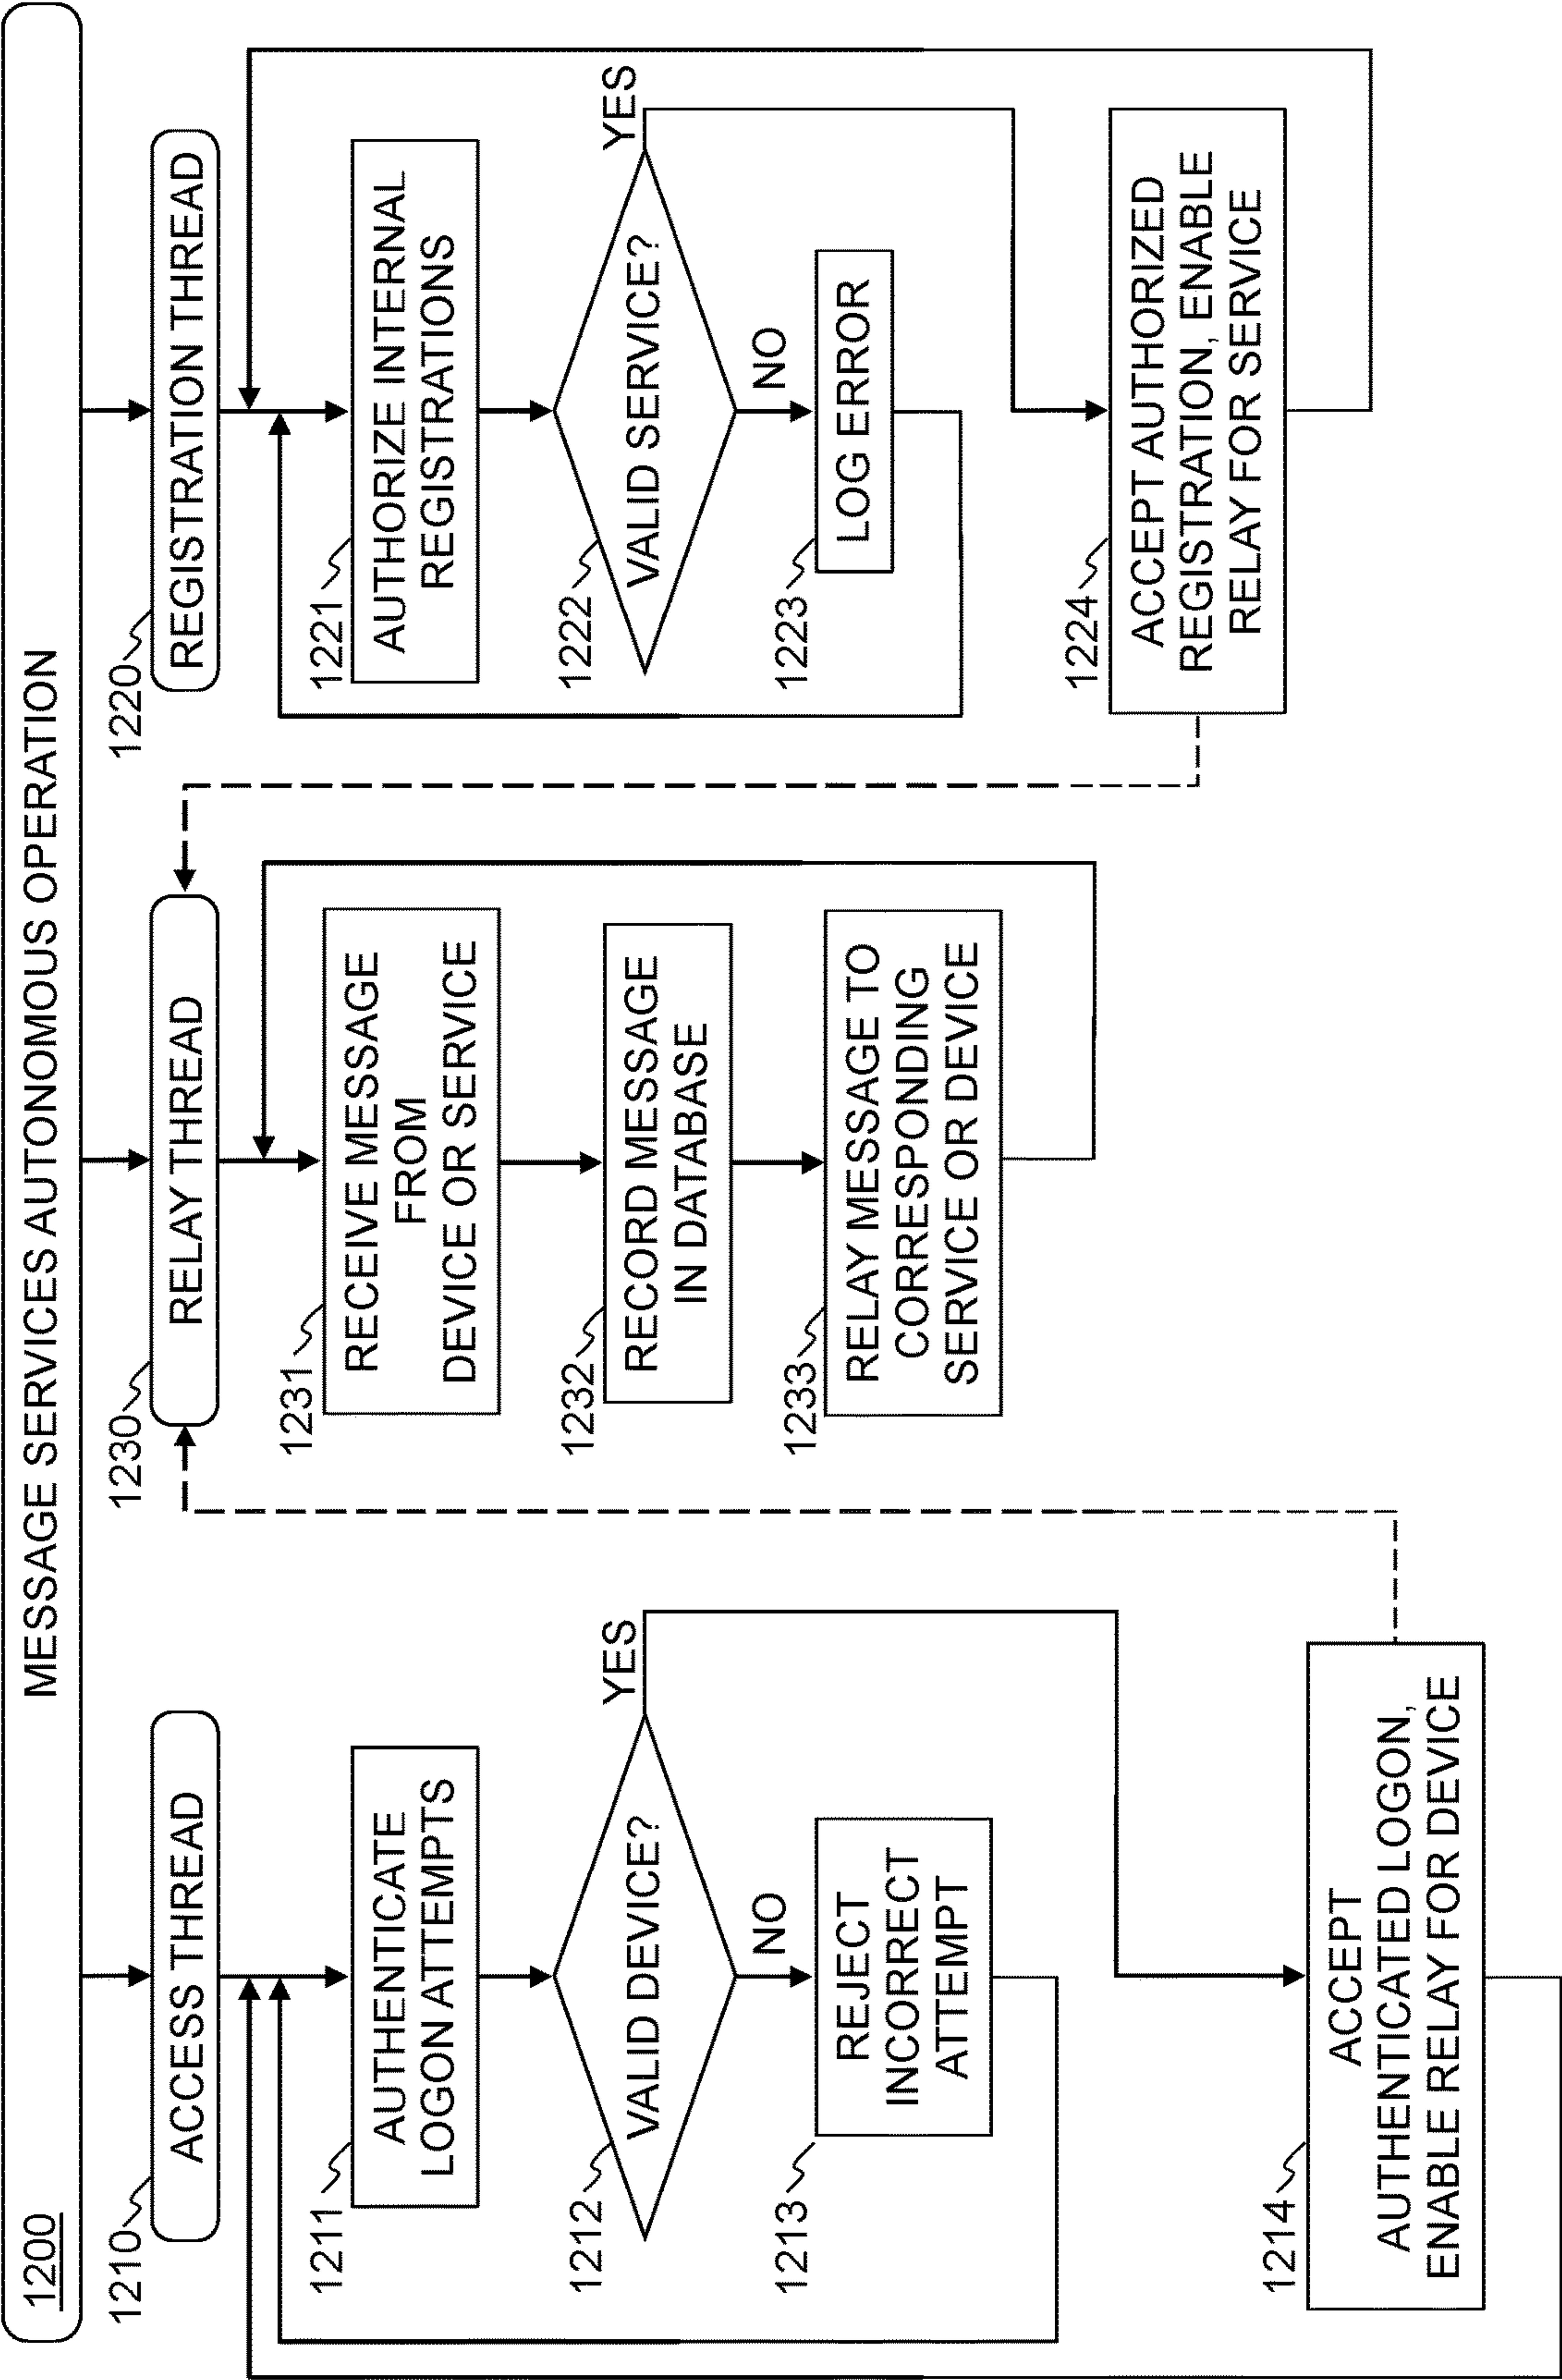 1200
MESSAGE SERVICES AUTONOMOUS OPERATION
1210
ACCESS THREAD
1211
AUTHENTICATE
LOGON ATTEMPTS
1212
VALID DEVICE?
YES
NO
1213
REJECT
INCORRECT
ATTEMPT
1214
ACCEPT
AUTHENTICATED LOGON,
ENABLE RELAY FOR DEVICE
1230
RELAY THREAD
1231
RECEIVE MESSAGE
FROM
DEVICE OR SERVICE
1232
RECORD MESSAGE
IN DATABASE
1233
RELAY MESSAGE TO
CORRESPONDING
SERVICE OR DEVICE
1220
REGISTRATION THREAD
1221
AUTHORIZE INTERNAL
REGISTRATIONS
1222
VALID SERVICE?
YES
NO
1223
LOG ERROR
1224
ACCEPT AUTHORIZED
REGISTRATION, ENABLE
RELAY FOR SERVICE